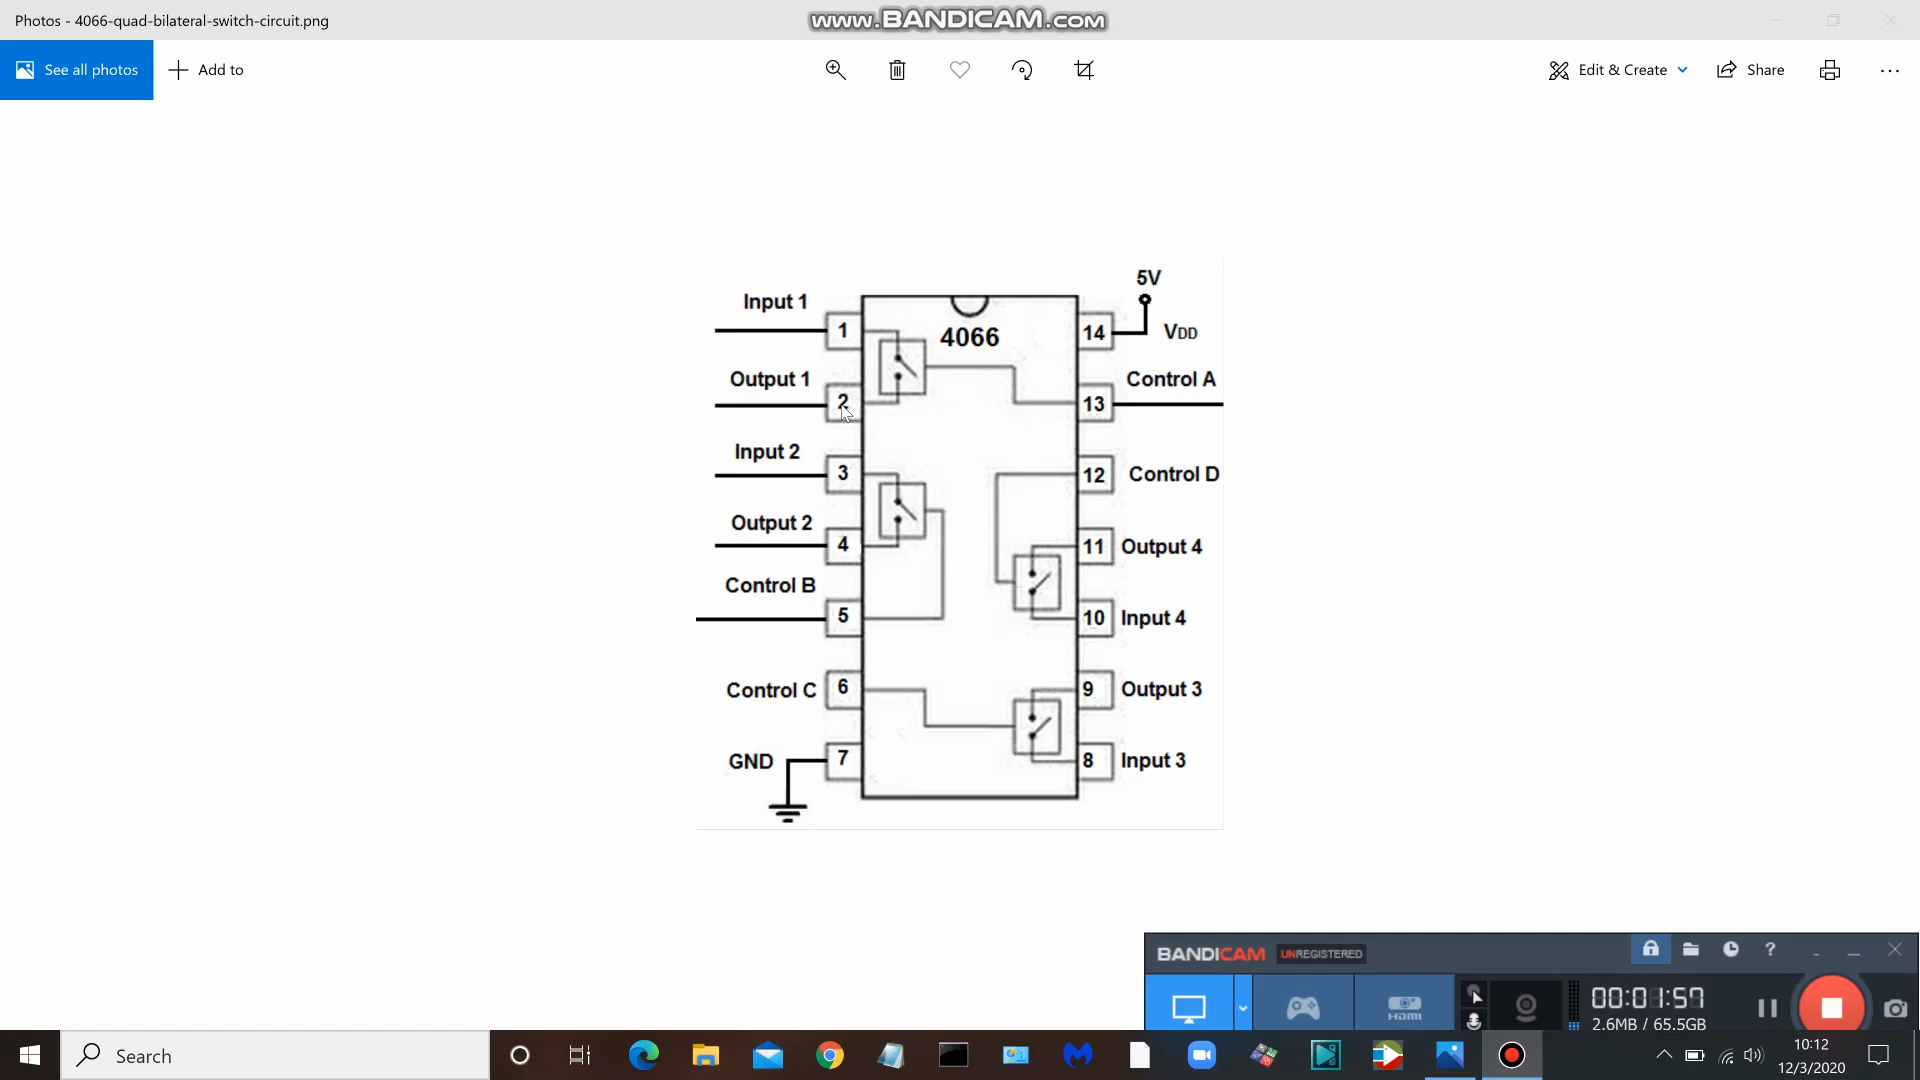 Photos - 4066-quad-bilateral-switch-circuit.png
www.BANDICAM.com
See all photos
Add to
Edit & Create
Share
5V
Input 1
1
4066
14
VDD
Output 1
2
Control A
13
Input 2
3
12
Control D
Output 2
4
11
Output 4
Control B
5
10
Input 4
Control C
6
9
Output 3
GND
7
8
Input 3
BANDICAM UNREGISTERED
?
HDMI
00:01:57
2.6MB / 65.5GB
Search
10:12
12/3/2020